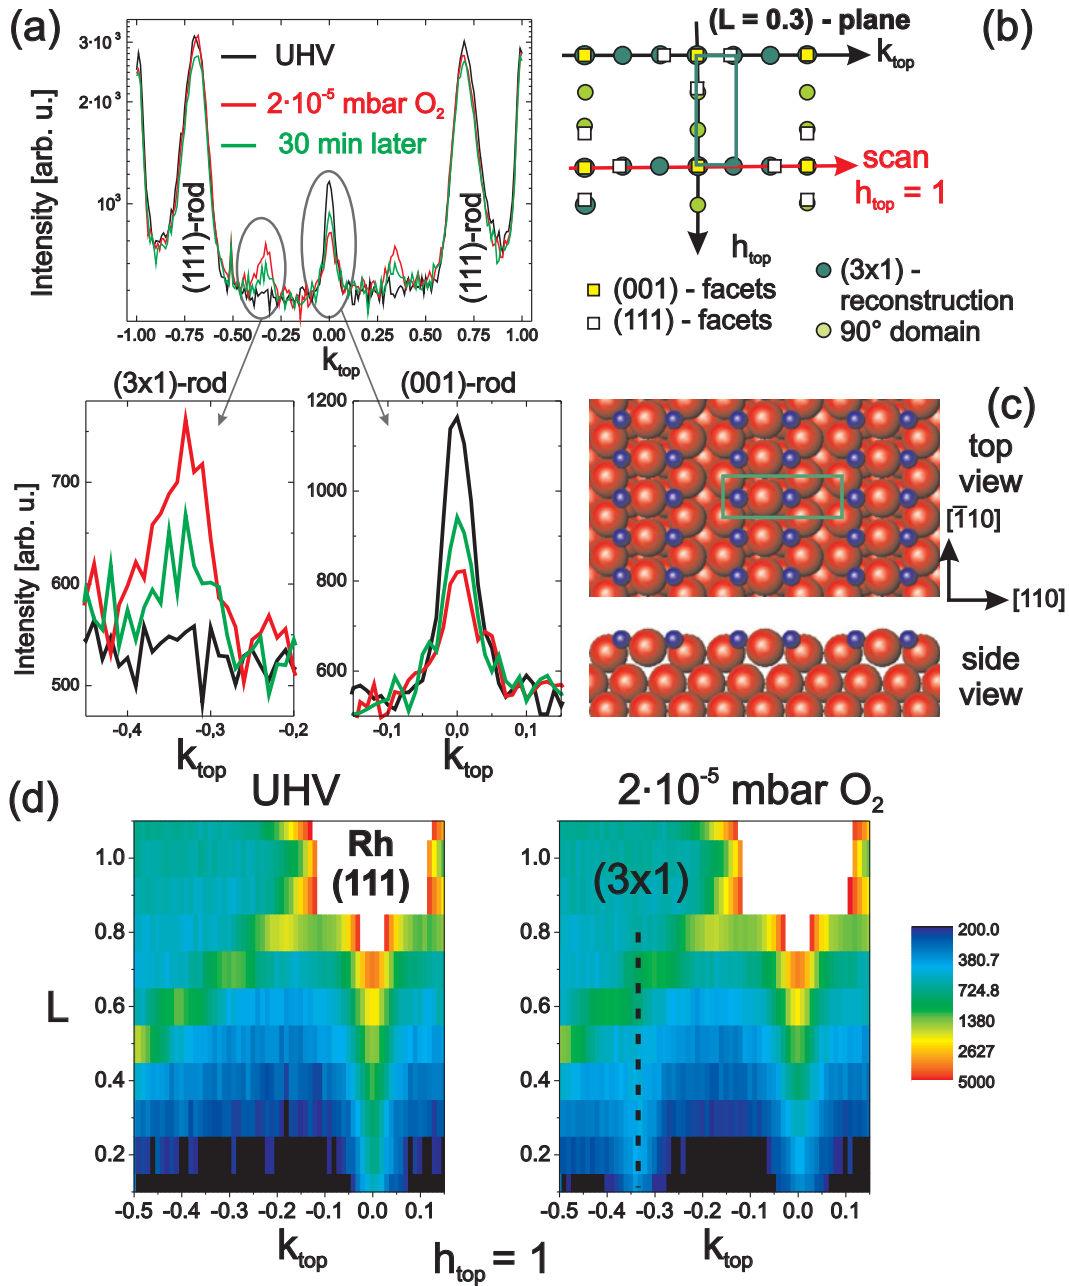 (a)
Intensity [arb. u.]
3·10³
2·10³
10³
UHV
2·10⁻⁵ mbar O₂
30 min later
(111)-rod
(111)-rod
-1.00 -0.75 -0.50 -0.25 0.00 0.25 0.50 0.75 1.00
k_top
(b)
(L = 0.3) - plane
k_top
scan
h_top = 1
h_top
(001) - facets
(111) - facets
(3x1) -
reconstruction
90° domain
(3x1)-rod
Intensity [arb. u.]
700
600
500
-0,4 -0,3 -0,2
k_top
(001)-rod
1200
1000
800
600
-0,1 0,0 0,1
k_top
(c)
top
view
[1̅10]
[110]
side
view
(d)
UHV
Rh
(111)
L
1.0
0.8
0.6
0.4
0.2
-0.5 -0.4 -0.3 -0.2 -0.1 0.0 0.1
k_top
h_top = 1
2·10⁻⁵ mbar O₂
(3x1)
1.0
0.8
0.6
0.4
0.2
-0.5 -0.4 -0.3 -0.2 -0.1 0.0 0.1
k_top
200.0
380.7
724.8
1380
2627
5000